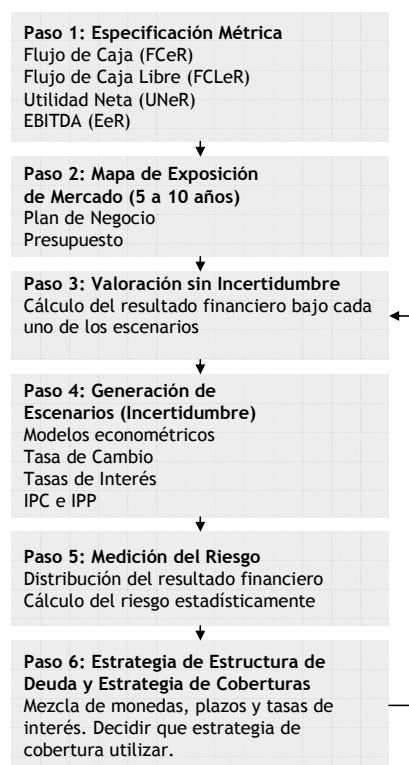 Paso 1: Especificación Métrica
Flujo de Caja (FCeR)
Flujo de Caja Libre (FCLeR)
Utilidad Neta (UNeR)
EBITDA (EeR)
Paso 2: Mapa de Exposición
de Mercado (5 a 10 años)
Plan de Negocio
Presupuesto
Paso 3: Valoración sin Incertidumbre
Cálculo del resultado financiero bajo cada
uno de los escenarios
Paso 4: Generación de
Escenarios (Incertidumbre)
Modelos econométricos
Tasa de Cambio
Tasas de Interés
IPC e IPP
Paso 5: Medición del Riesgo
Distribución del resultado financiero
Cálculo del riesgo estadísticamente
Paso 6: Estrategia de Estructura de
Deuda y Estrategia de Coberturas
Mezcla de monedas, plazos y tasas de
interés. Decidir que estrategia de
cobertura utilizar.